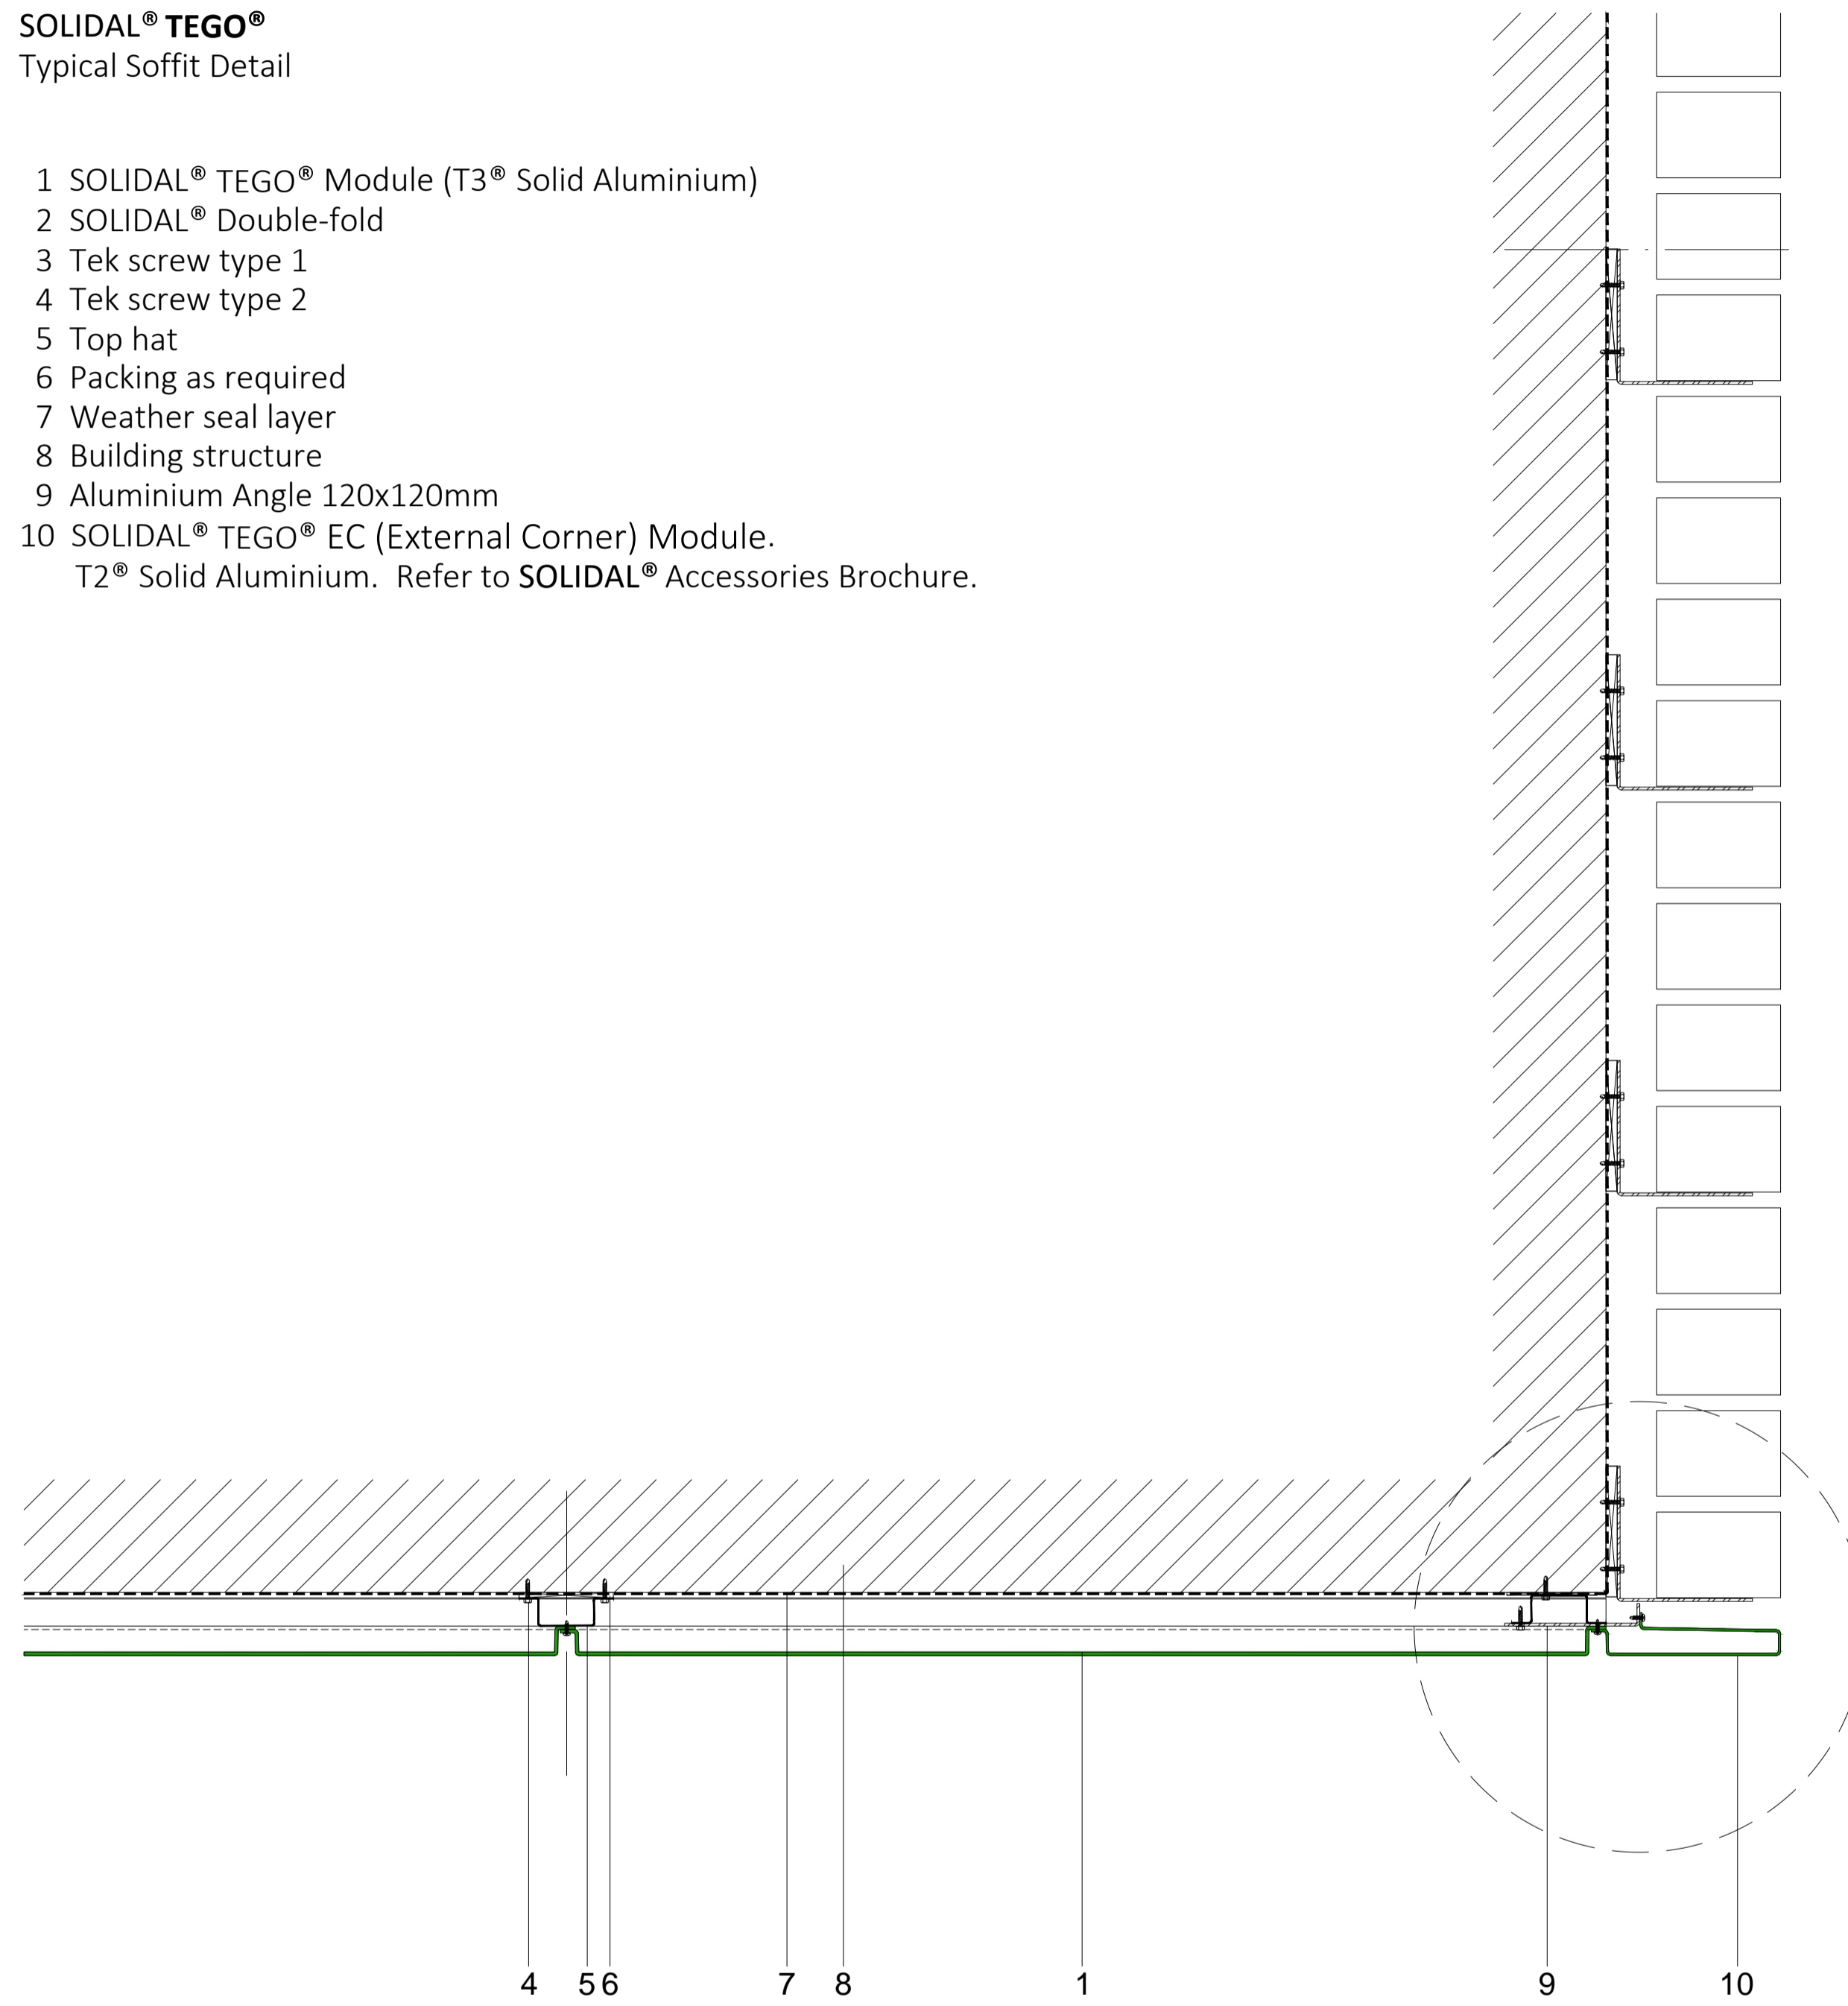 SOLIDAL® TEGO®
Typical Soffit Detail
1 SOLIDAL® TEGO® Module (T3® Solid Aluminium)
2 SOLIDAL® Double-fold
3 Tek screw type 1
4 Tek screw type 2
5 Top hat
6 Packing as required
7 Weather seal layer
8 Building structure
9 Aluminium Angle 120x120mm
10 SOLIDAL® TEGO® EC (External Corner) Module.
T2® Solid Aluminium. Refer to SOLIDAL® Accessories Brochure.
4 5 6 7 8 1 9 10